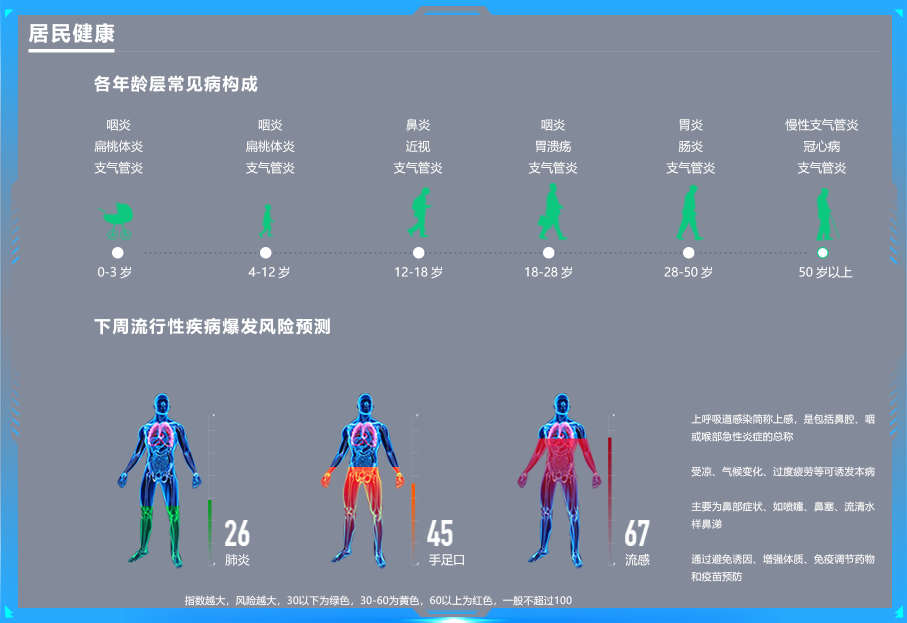 居民健康
各年龄层常见病构成
咽炎
扁桃体炎
支气管炎
0-3 岁
咽炎
扁桃体炎
支气管炎
4-12 岁
鼻炎
近视
支气管炎
12-18 岁
咽炎
胃溃疡
支气管炎
18-28 岁
胃炎
肠炎
支气管炎
28-50 岁
慢性支气管炎
冠心病
支气管炎
50 岁以上
下周流行性疾病爆发风险预测
26
肺炎
45
手足口
67
流感
上呼吸道感染简称上感，是包括鼻腔、咽
或喉部急性炎症的总称
受凉、气候变化、过度疲劳等可诱发本病
主要为鼻部症状、如喷嚏、鼻塞、流清水
样鼻涕
通过避免诱因、增强体质、免疫调节药物
和疫苗预防
指数越大，风险越大，30以下为绿色，30-60为黄色，60以上为红色，一般不超过100